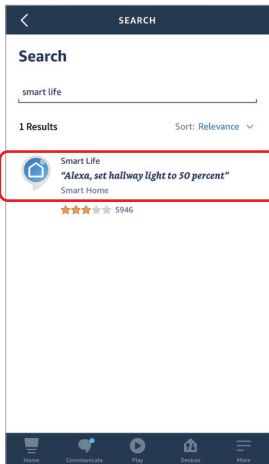 SEARCH
Search
smart life
1 Results Sort: Relevance
Smart Life
"Alexa, set hallway light to 50 percent"
Smart Home
5946
Home Communicate Play Devices More